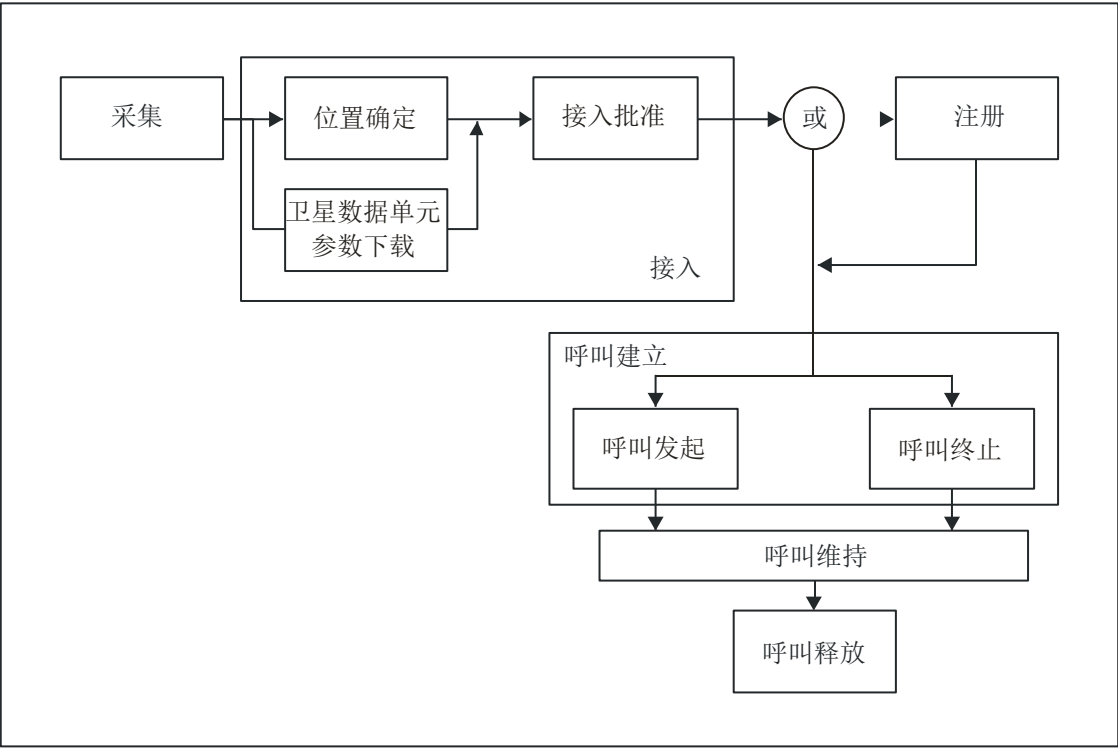 采集
位置确定
接入批准
或
注册
卫星数据单元
参数下载
接入
呼叫建立
呼叫发起
呼叫终止
呼叫维持
呼叫释放